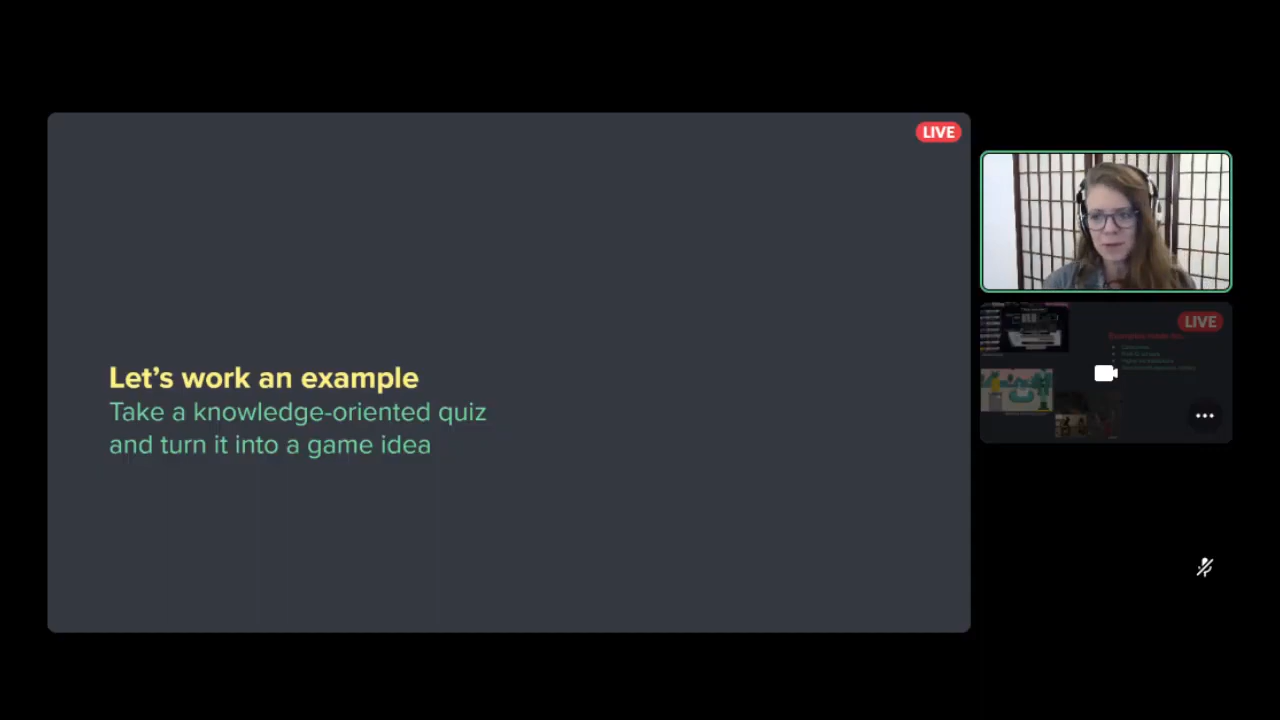 LIVE
Let’s work an example
Take a knowledge-oriented quiz
and turn it into a game idea
LIVE